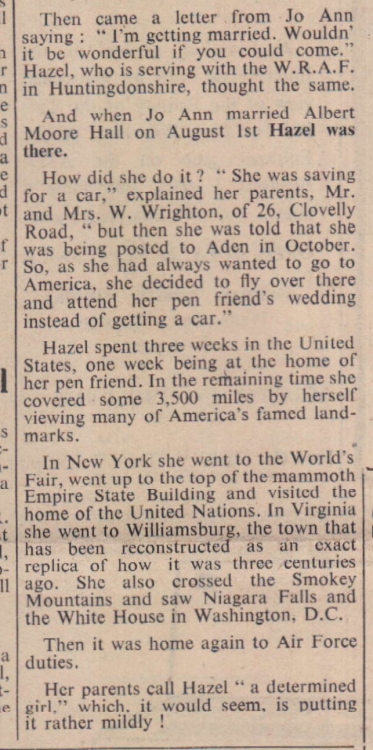 Then came a letter from Jo Ann
saying : " I'm getting married. Wouldn'
it be wonderful if you could come."
Hazel, who is serving with the W.R.A.F.
in Huntingdonshire, thought the same.
And when Jo Ann married Albert
Moore Hall on August 1st Hazel was
there.
How did she do it ? " She was saving
for a car," explained her parents, Mr.
and Mrs. W. Wrighton, of 26, Clovelly
Road, " but then she was told that she
was being posted to Aden in October.
So, as she had always wanted to go to
America, she decided to fly over there
and attend her pen friend's wedding
instead of getting a car."
Hazel spent three weeks in the United
States, one week being at the home of
her pen friend. In the remaining time she
covered some 3,500 miles by herself
viewing many of America's famed land-
marks.
In New York she went to the World's
Fair, went up to the top of the mammoth
Empire State Building and visited the
home of the United Nations. In Virginia
she went to Williamsburg, the town that
has been reconstructed as an exact
replica of how it was three centuries
ago. She also crossed the Smokey
Mountains and saw Niagara Falls and
the White House in Washington, D.C.
Then it was home again to Air Force
duties.
Her parents call Hazel " a determined
girl," which, it would seem, is putting
it rather mildly !